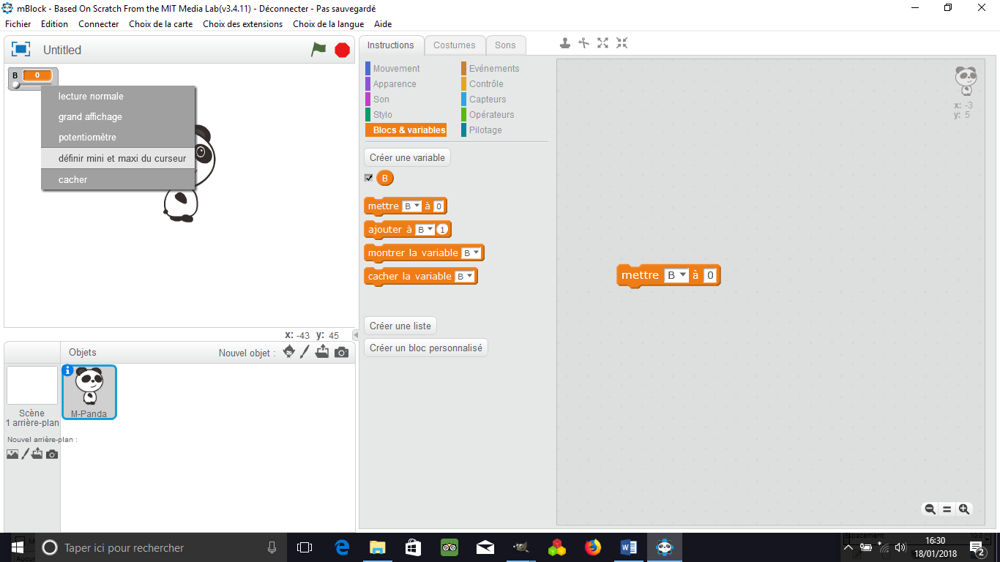 mBlock - Based On Scratch From the MIT Media Lab(v3.4.11) - Déconnecter - Pas sauvegardé
Fichier Edition Connecter Choix de la carte Choix des extensions Choix de la langue Aide
Untitled
B 0
lecture normale
grand affichage
potentiomêtre
définir mini et maxi du curseur
cacher
x: -43 y: 45
Objets
Nouvel objet :
Scène
1 arrière-plan
Nouvel arrière-plan :
M-Panda
Instructions Costumes Sons
Mouvement
Apparence
Son
Stylo
Blocs & variables
Evénements
Contrôle
Capteurs
Opérateurs
Pilotage
Créer une variable
B
mettre B à 0
ajouter à B 1
montrer la variable B
cacher la variable B
Créer une liste
Créer un bloc personnalisé
mettre B à 0
x: -3
y: 5
Taper ici pour rechercher
Espacement
16:30
18/01/2018
2